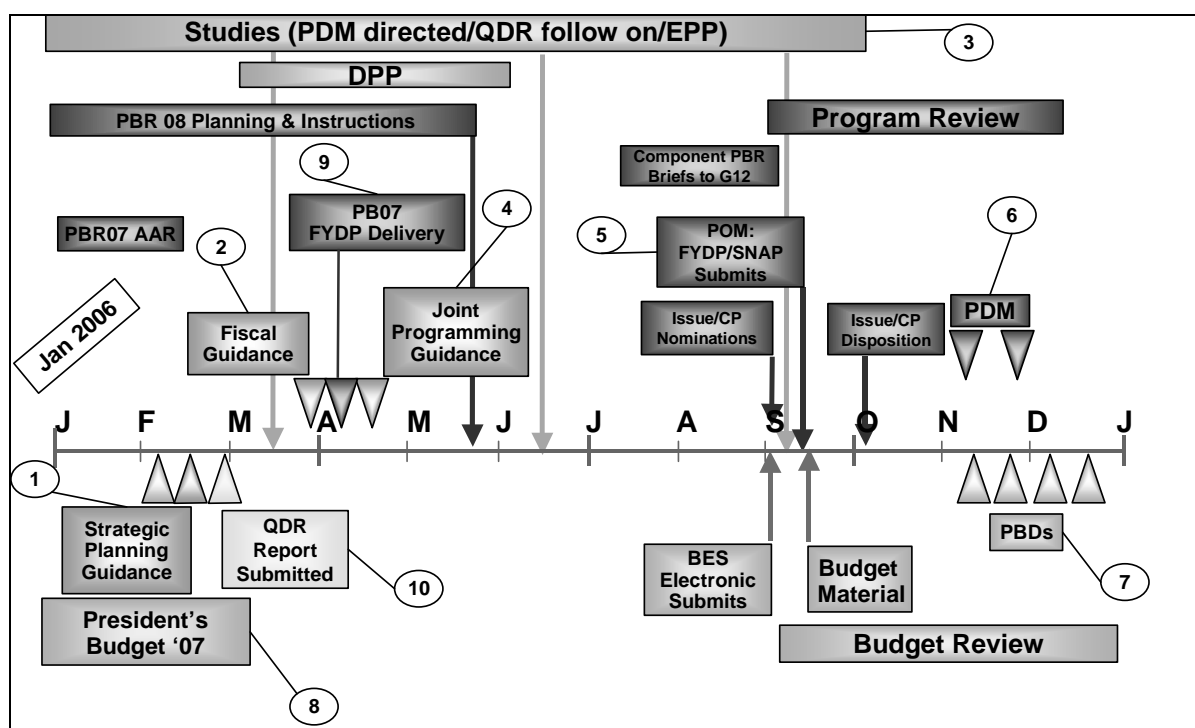 Studies (PDM directed/QDR follow on/EPP)
3
DPP
PBR 08 Planning & Instructions
Program Review
9
Component PBR
Briefs to G12
PB07
FYDP Delivery
4
6
PBR07 AAR
2
5
POM:
FYDP/SNAP
Submits
Jan 2006
Fiscal
Guidance
Joint
Programming
Guidance
Issue/CP
Nominations
Issue/CP
Disposition
PDM
J F M A M J J A S O N D J
1
Strategic
Planning
Guidance
QDR
Report
Submitted
10
BES
Electronic
Submits
Budget
Material
PBDs
7
President's
Budget '07
Budget Review
8